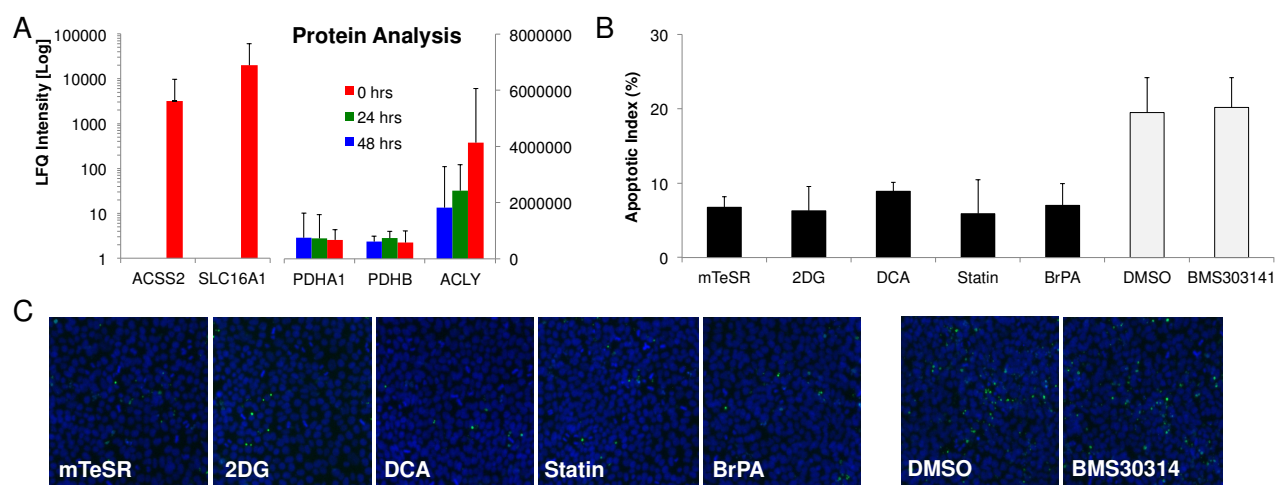 A
Protein Analysis
LFQ Intensity [Log]
100000
10000
1000
100
10
1
ACSS2 SLC16A1
0 hrs
24 hrs
48 hrs
8000000
6000000
4000000
2000000
0
PDHA1 PDHB ACLY
B
Apoptotic Index (%)
30
20
10
0
mTeSR 2DG DCA Statin BrPA DMSO BMS303141
C
mTeSR
2DG
DCA
Statin
BrPA
DMSO
BMS30314